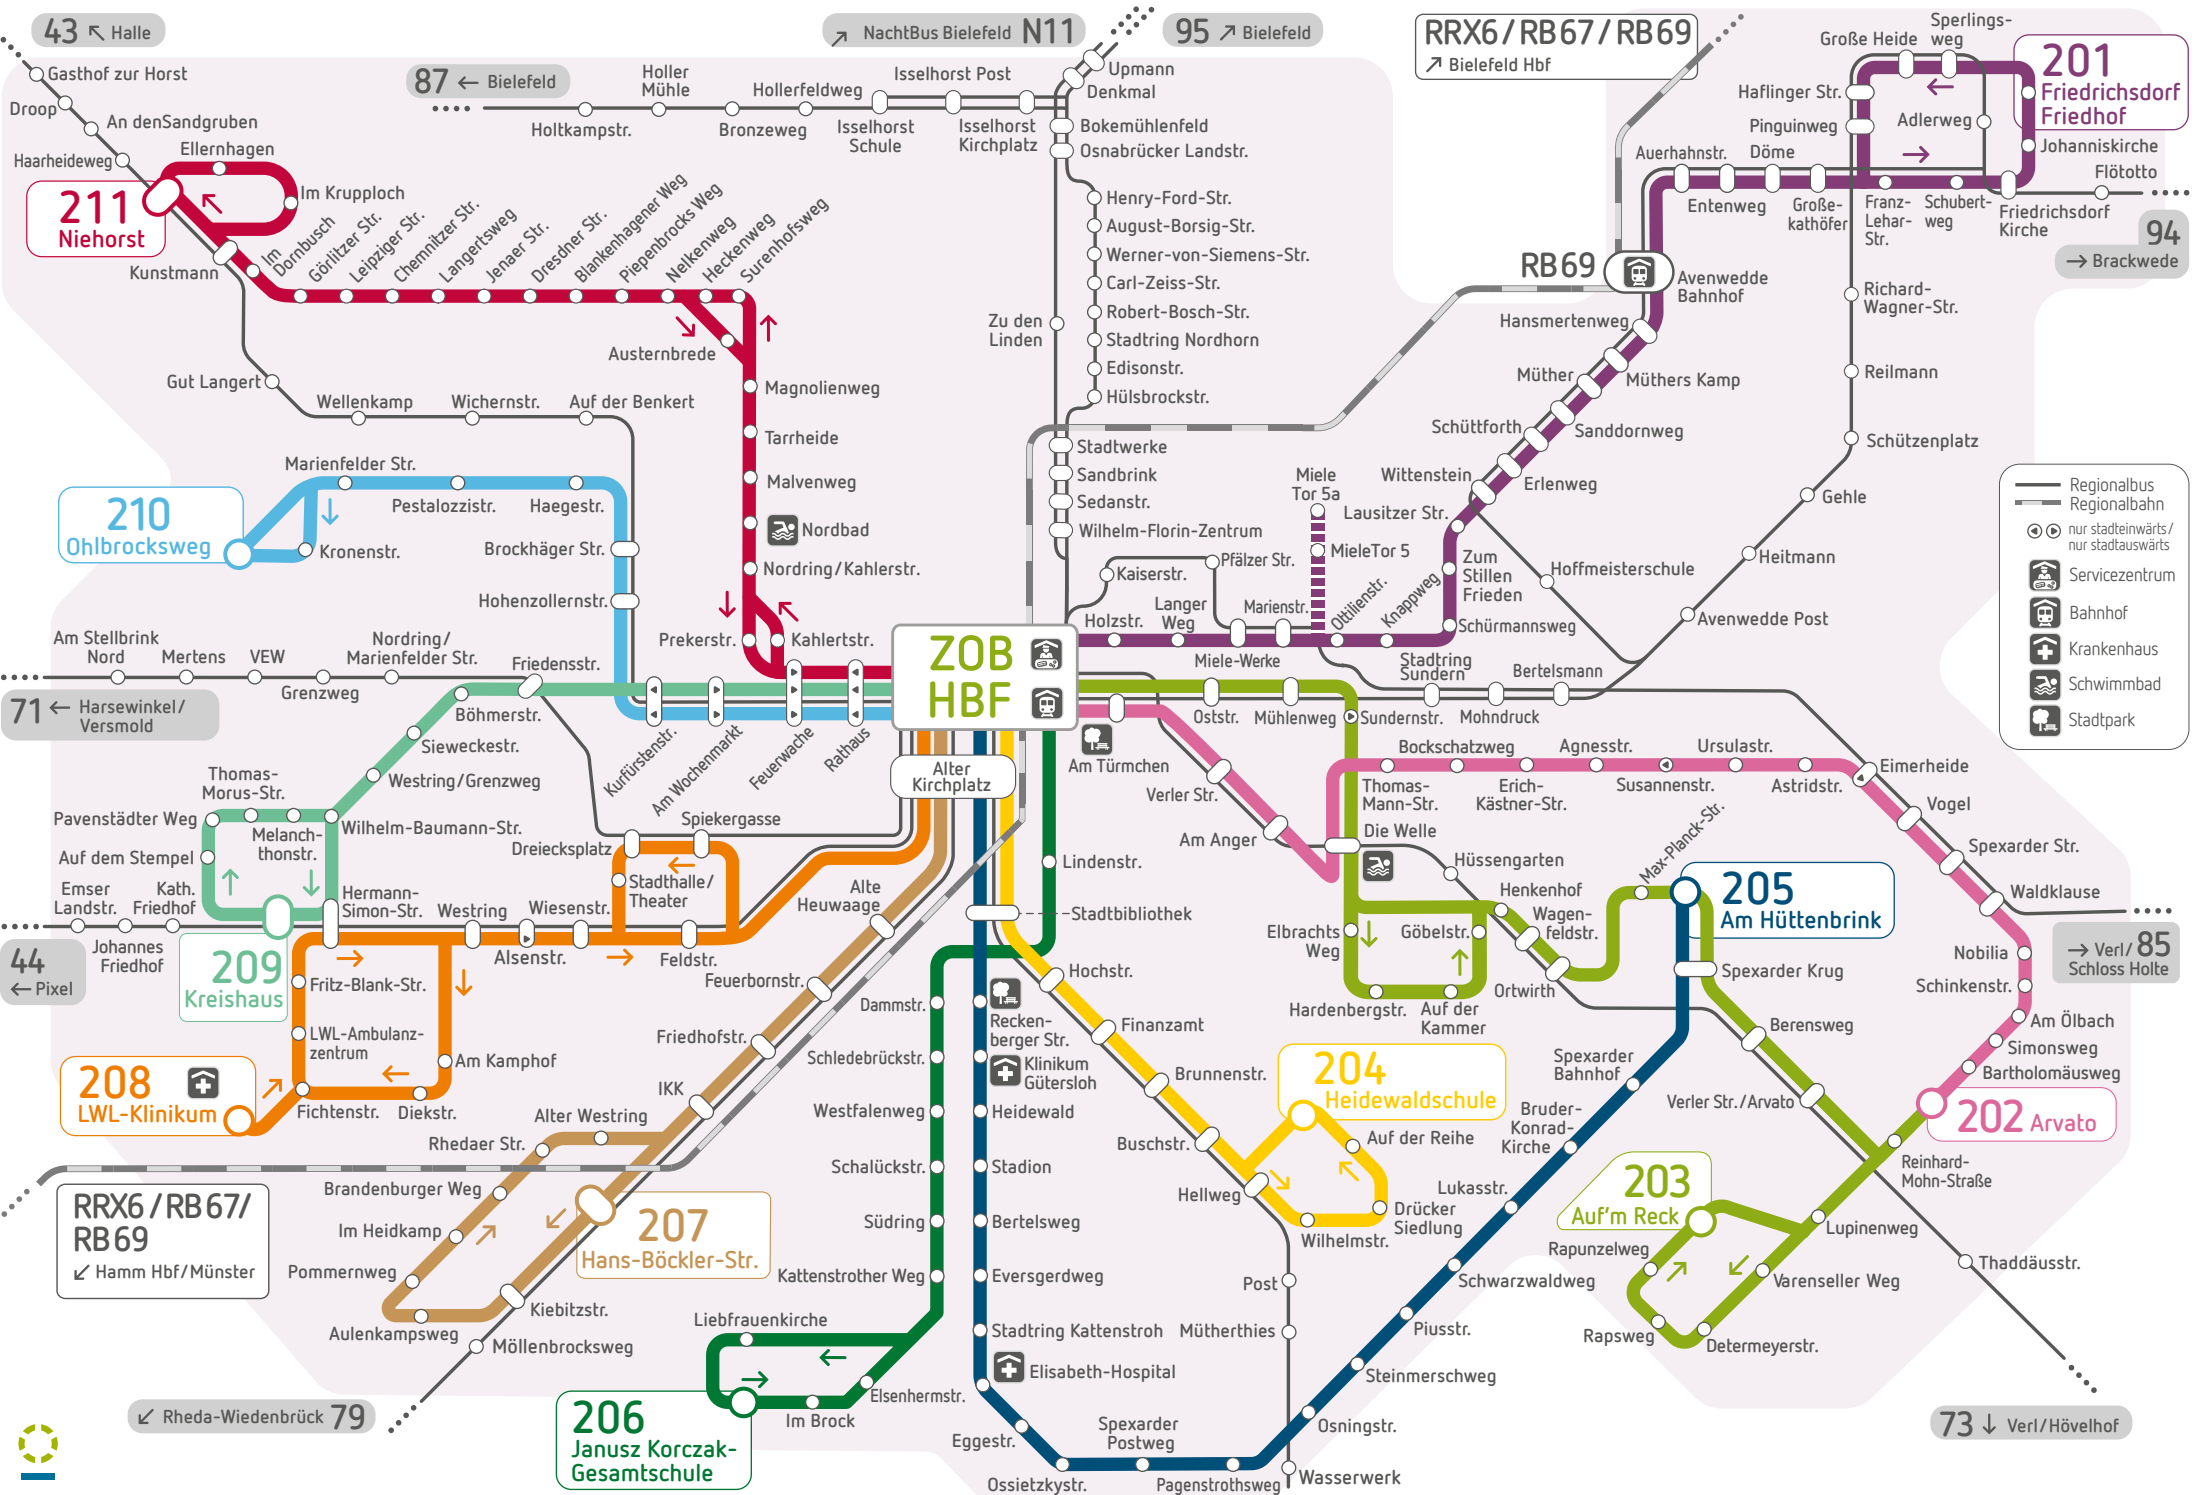 43 ↖ Halle
↗ NachtBus Bielefeld N11
95 ↗ Bielefeld
87 ← Bielefeld
RRX6/RB67/RB69
↗ Bielefeld Hbf
Gasthof zur Horst
Droop
An denSandgruben
Haarheideweg
Ellernhagen
Im Krupploch
211
Niehorst
Kunstmann
Im
Dornbusch
Görlitzer Str.
Leipziger Str.
Chemnitzer Str.
Langertsweg
Jenaer Str.
Dresdner Str.
Blankenhagener Weg
Piepenbrocks Weg
Nelkenweg
Heckenweg
Surenhofsweg
Austernbrede
Magnolienweg
Tarrheide
Malvenweg
Nordbad
Nordring/Kahlerstr.
Prekerstr.
Kahlertstr.
Gut Langert
Wellenkamp
Wichernstr.
Auf der Benkert
Holler
Mühle
Hollerfeldweg
Isselhorst Post
Holtkampstr.
Bronzeweg
Isselhorst
Schule
Isselhorst
Kirchplatz
Upmann
Denkmal
Bokemühlenfeld
Osnabrücker Landstr.
Henry-Ford-Str.
August-Borsig-Str.
Werner-von-Siemens-Str.
Carl-Zeiss-Str.
Robert-Bosch-Str.
Stadtring Nordhorn
Edisonstr.
Hülsbrockstr.
Zu den
Linden
Stadtwerke
Sandbrink
Sedanstr.
Wilhelm-Florin-Zentrum
Sperlings-
weg
Große Heide
201
Friedrichsdorf
Friedhof
Haflinger Str.
Pinguinweg
Adlerweg
Johanniskirche
Auerhahnstr.
Döme
Flötotto
Entenweg
Große-
kathöfer
Franz-
Lehar-
Str.
Schubert-
weg
Friedrichsdorf
Kirche
94
→ Brackwede
RB69
Avenwedde
Bahnhof
Hansmertenweg
Müther
Müthers Kamp
Schüttforth
Sanddornweg
Wittenstein
Erlenweg
Lausitzer Str.
Miele
Tor 5a
MieleTor 5
Zum
Stillen
Frieden
Schürmannsweg
Knappweg
Ottilienstr.
Marienstr.
Miele-Werke
Langer
Weg
Holzstr.
Kaiserstr.
Pfälzer Str.
Richard-
Wagner-Str.
Reilmann
Schützenplatz
Gehle
Heitmann
Avenwedde Post
Hoffmeisterschule
Stadtring
Sundern
Bertelsmann
Mohndruck
Regionalbus
Regionalbahn
nur stadteinwärts/
nur stadtauswärts
Servicezentrum
Bahnhof
Krankenhaus
Schwimmbad
Stadtpark
210
Ohlbrocksweg
Marienfelder Str.
Pestalozzistr.
Haegestr.
Kronenstr.
Brockhäger Str.
Hohenzollernstr.
Am Stellbrink
Nord
Mertens
VEW
Grenzweg
Nordring/
Marienfelder Str.
Friedensstr.
71 ← Harsewinkel/
Versmold
Böhmerstr.
Sieweckestr.
Westring/Grenzweg
Kurfürstenstr.
Am Wochenmarkt
Feuerwache
Rathaus
ZOB
HBF
Alter
Kirchplatz
Thomas-
Morus-Str.
Pavenstädter Weg
Melanch-
thonstr.
Wilhelm-Baumann-Str.
Auf dem Stempel
Emser
Landstr.
Kath.
Friedhof
Johannes
Friedhof
Hermann-
Simon-Str.
44
← Pixel
209
Kreishaus
Westring
Wiesenstr.
Alsenstr.
Feldstr.
Dreiecksplatz
Spiekergasse
Stadthalle/
Theater
Fritz-Blank-Str.
LWL-Ambulanz-
zentrum
Am Kamphof
208
LWL-Klinikum
Fichtenstr.
Diekstr.
Alte
Heuwaage
Feuerbornstr.
Friedhofstr.
IKK
Alter Westring
Rhedaer Str.
Brandenburger Weg
Im Heidkamp
Pommernweg
Aulenkampsweg
Kiebitzstr.
Möllenbrocksweg
207
Hans-Böckler-Str.
RRX6/RB67/
RB69
↙ Hamm Hbf/Münster
↙ Rheda-Wiedenbrück 79
Lindenstr.
Stadtbibliothek
Dammstr.
Schledebrückstr.
Westfalenweg
Schalückstr.
Südring
Kattenstrother Weg
Liebfrauenkirche
Elsenhermstr.
Im Brock
206
Janusz Korczak-
Gesamtschule
Recken-
berger Str.
Klinikum
Gütersloh
Heidewald
Stadion
Bertelsweg
Eversgerdweg
Stadtring Kattenstroh
Elisabeth-Hospital
Eggestr.
Ossietzkystr.
Spexarder
Postweg
Pagenstrothsweg
Wasserwerk
Osningstr.
Steinmerschweg
Piusstr.
Schwarzwaldweg
Lukasstr.
Bruder-
Konrad-
Kirche
Spexarder
Bahnhof
Spexarder Krug
205
Am Hüttenbrink
Hochstr.
Finanzamt
Brunnenstr.
Buschstr.
Hellweg
204
Heidewaldschule
Auf der Reihe
Drücker
Siedlung
Wilhelmstr.
Post
Mütherthies
Am Türmchen
Verler Str.
Am Anger
Oststr.
Mühlenweg
Sundernstr.
Bockschatzweg
Agnesstr.
Ursulastr.
Thomas-
Mann-Str.
Erich-
Kästner-Str.
Susannenstr.
Astridstr.
Eimerheide
Vogel
Spexarder Str.
Waldklause
Die Welle
Hüssengarten
Henkenhof
Wagen-
feldstr.
Ortwirth
Max-Planck-Str.
Elbrachts
Weg
Göbelstr.
Hardenbergstr.
Auf der
Kammer
→ Verl/ 85
Schloss Holte
Nobilia
Schinkenstr.
Am Ölbach
Simonsweg
Bartholomäusweg
202 Arvato
Berensweg
Verler Str./Arvato
Reinhard-
Mohn-Straße
203
Auf'm Reck
Lupinenweg
Varenseller Weg
Determeyerstr.
Rapsweg
Rapunzelweg
Thaddäusstr.
73 ↓ Verl/Hövelhof